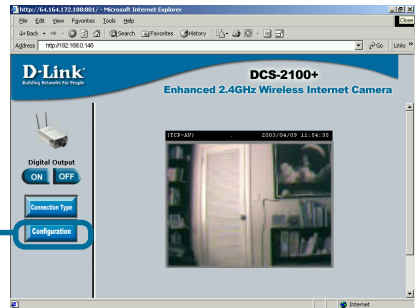 http://64.164.172.188:801/ - Microsoft Internet Explorer
File Edit View Favorites Tools Help
Close
Back Search Favorites History
Address http://192.168.0.146 Go Links »
D-Link
Building Networks For People
DCS-2100+
Enhanced 2.4GHz Wireless Internet Camera
(TCP-AV) 2003/04/09 11:54:35
Digital Output
ON OFF
Connection Type
Configuration
Internet